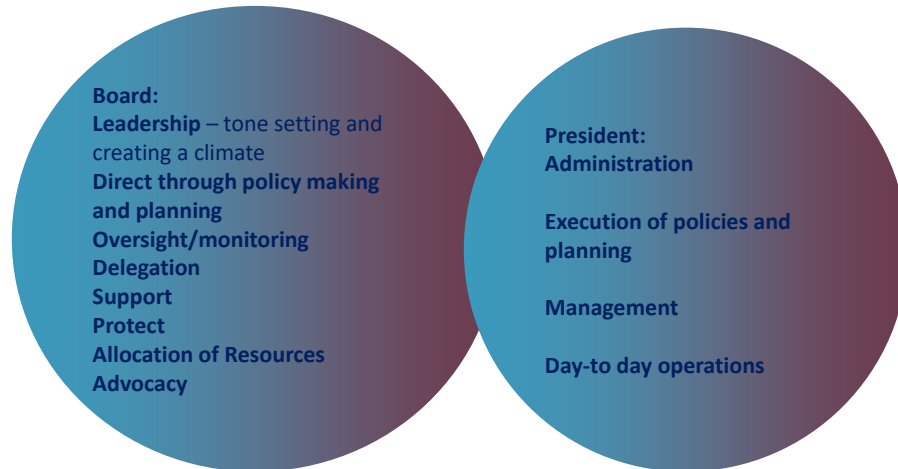 Board:
Leadership – tone setting and
creating a climate
Direct through policy making
and planning
Oversight/monitoring
Delegation
Support
Protect
Allocation of Resources
Advocacy
President:
Administration
Execution of policies and
planning
Management
Day-to day operations